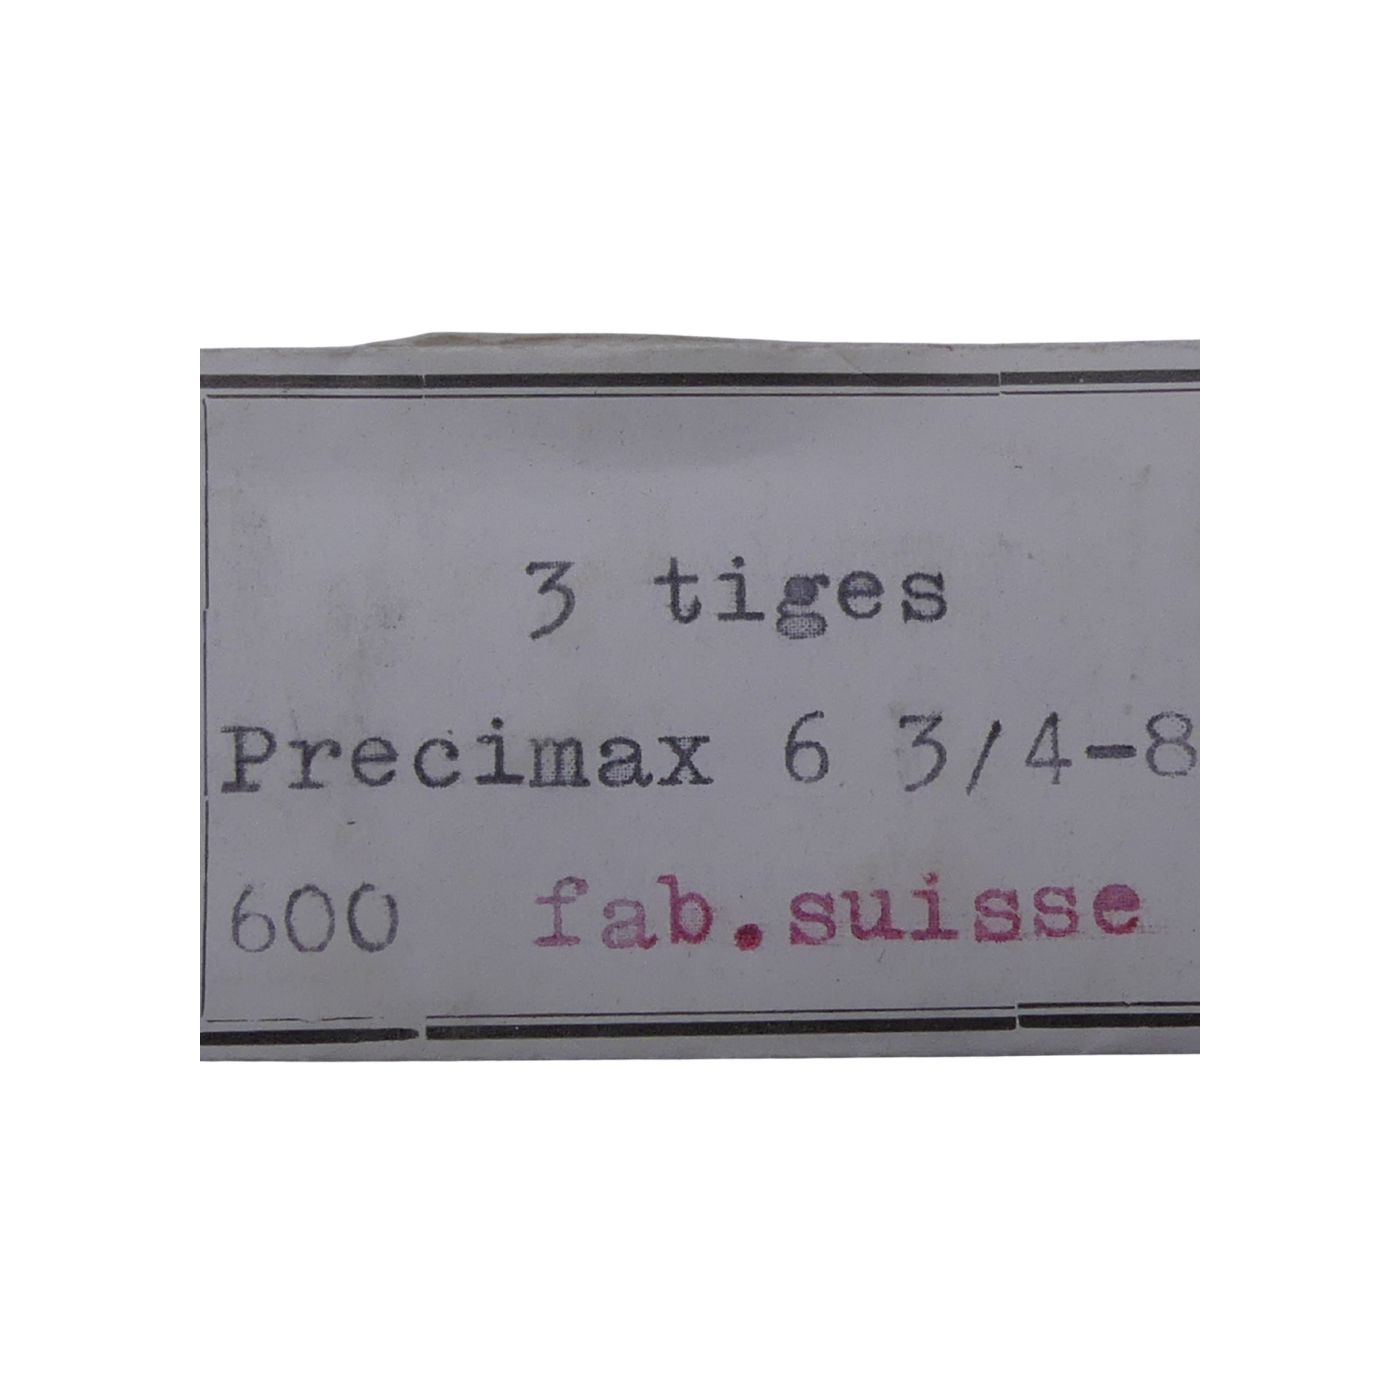 3 tiges
Precimax 6 3/4-8
600 fab.suisse